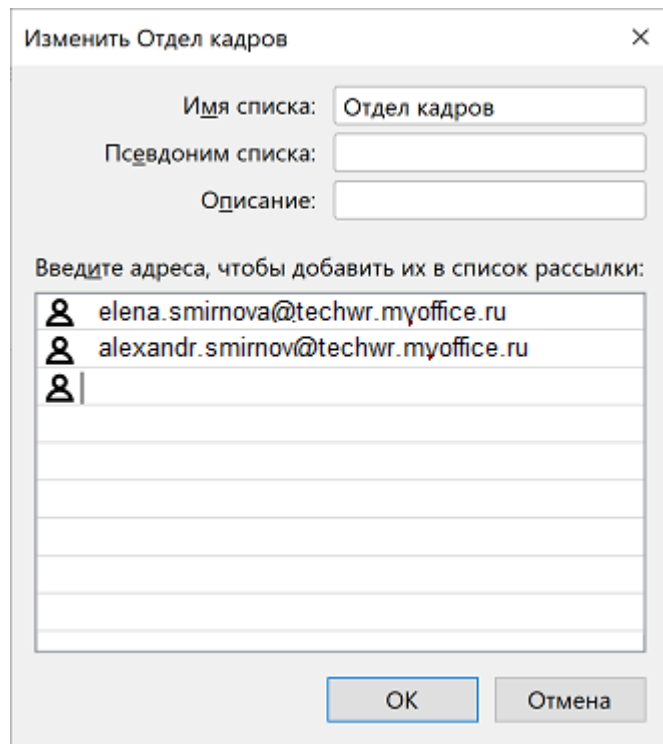 Изменить Отдел кадров
Имя списка: Отдел кадров
Псевдоним списка:
Описание:
Введите адреса, чтобы добавить их в список рассылки:
elena.smirnova@techwr.myoffice.ru
alexandr.smirnov@techwr.myoffice.ru
ОК Отмена